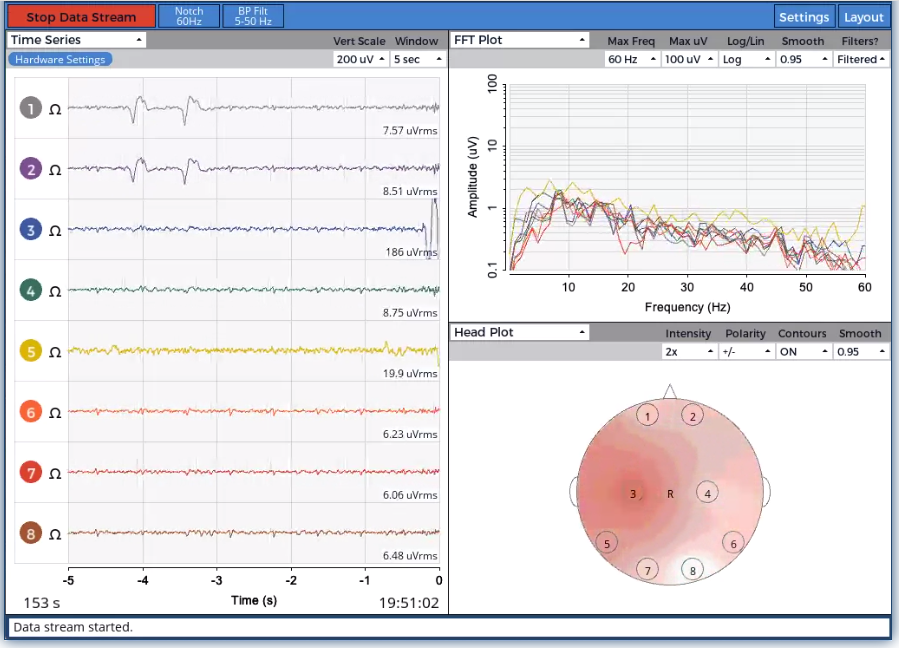 Stop Data Stream
Notch
60Hz
BP Filt
5-50 Hz
Settings
Layout
Time Series
Vert Scale
Window
Hardware Settings
200 uV
5 sec
1 Ω
7.57 uVrms
2 Ω
8.51 uVrms
3 Ω
186 uVrms
4 Ω
8.75 uVrms
5 Ω
19.9 uVrms
6 Ω
6.23 uVrms
7 Ω
6.06 uVrms
8 Ω
6.48 uVrms
-5 -4 -3 -2 -1 0
Time (s)
153 s
19:51:02
FFT Plot
Max Freq
Max uV
Log/Lin
Smooth
Filters?
60 Hz
100 uV
Log
0.95
Filtered
100
10
1
0.1
Amplitude (uV)
10 20 30 40 50 60
Frequency (Hz)
Head Plot
Intensity
Polarity
Contours
Smooth
2x
+/-
ON
0.95
1 2
3 R 4
5 6
7 8
Data stream started.